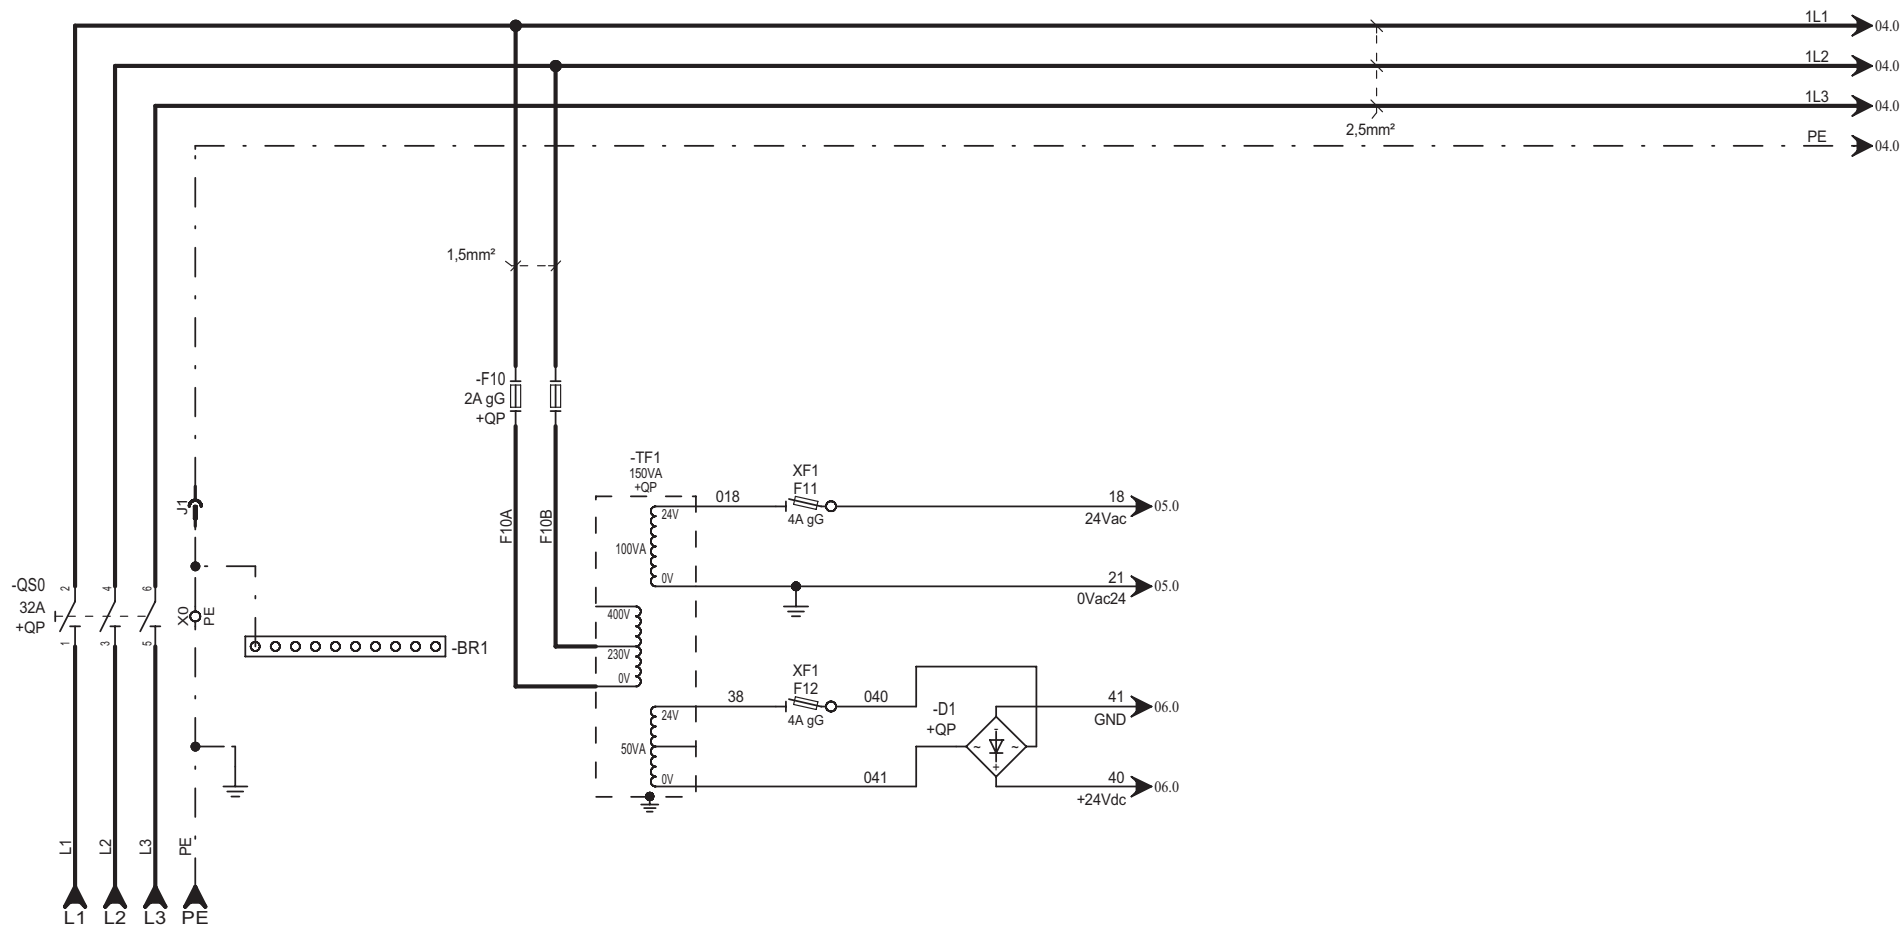 1L1
04.0
1L2
04.0
1L3
04.0
2,5mm²
PE
04.0
1,5mm²
-F10
2A gG
+QP
-TF1
150VA
+QP
XF1
F11
4A gG
018
24V
18
24Vac
05.0
J1
F10A
F10B
100VA
0V
21
0Vac24
05.0
-QS0
32A
+QP
2
4
6
1
3
5
X0
PE
-BR1
400V
230V
0V
XF1
F12
4A gG
38
24V
040
-D1
+QP
41
GND
06.0
50VA
-
~
~
+
0V
041
40
+24Vdc
06.0
L1
L2
L3
PE
L1
L2
L3
PE